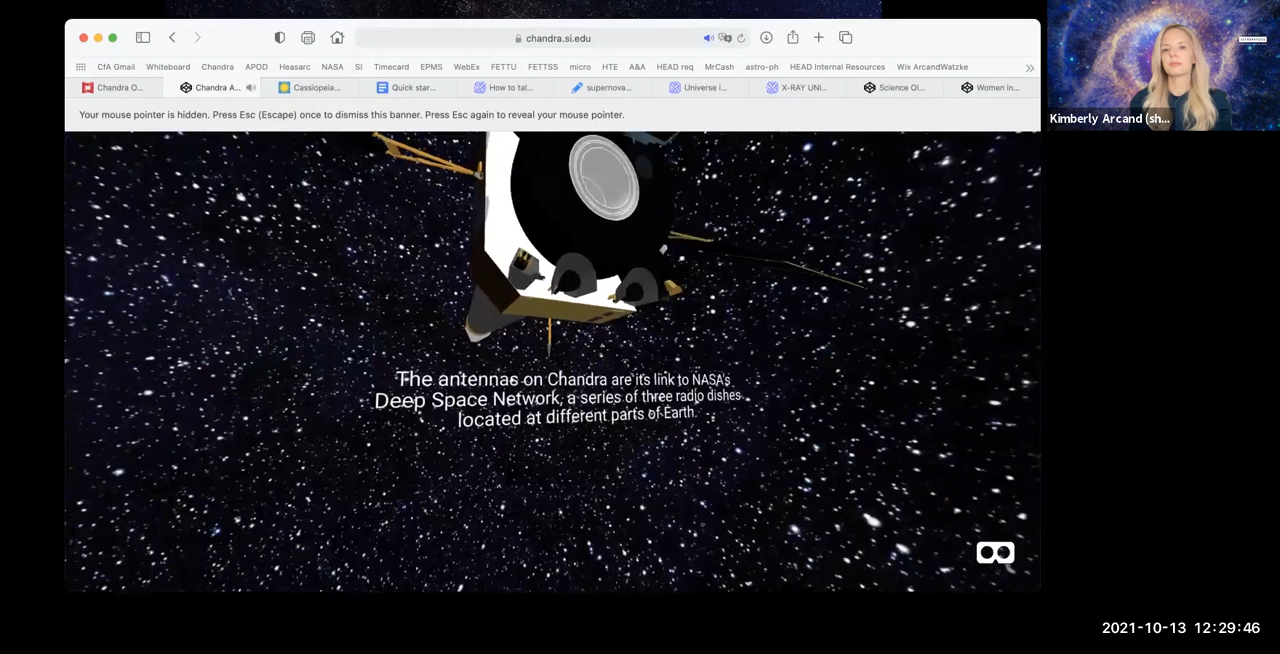 chandra.si.edu
CfA Gmail Whiteboard Chandra APOD Heasarc NASA SI Timecard EPMS WebEx FETTU FETTSS micro HTE A&A HEAD req MrCash astro-ph HEAD Internal Resources Wix ArcandWatzke
Chandra O... Chandra A... Cassiopeia... Quick star... How to tal... supernova... Universe i... X-RAY UNI... Science Ol... Women in...
Your mouse pointer is hidden. Press Esc (Escape) once to dismiss this banner. Press Esc again to reveal your mouse pointer.
Kimberly Arcand (sh...
The antennas on Chandra are its link to NASA's
Deep Space Network, a series of three radio dishes
located at different parts of Earth.
2021-10-13 12:29:46